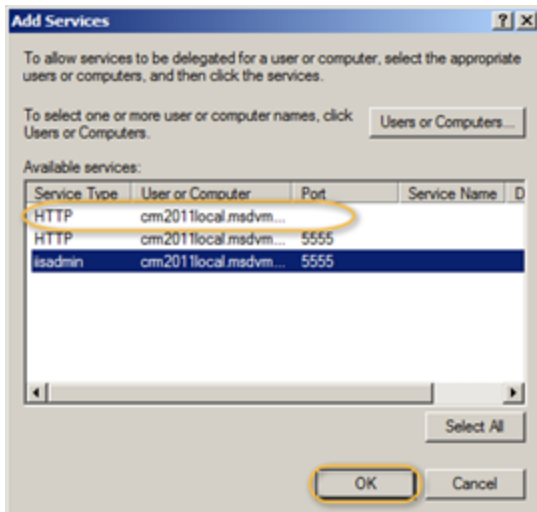 Add Services
To allow services to be delegated for a user or computer, select the appropriate
users or computers, and then click the services.
To select one or more user or computer names, click
Users or Computers.
Users or Computers...
Available services:
Service Type User or Computer Port Service Name D
HTTP crm2011local.msdvm...
HTTP crm2011local.msdvm... 5555
iisadmin crm2011local.msdvm... 5555
Select All
OK Cancel